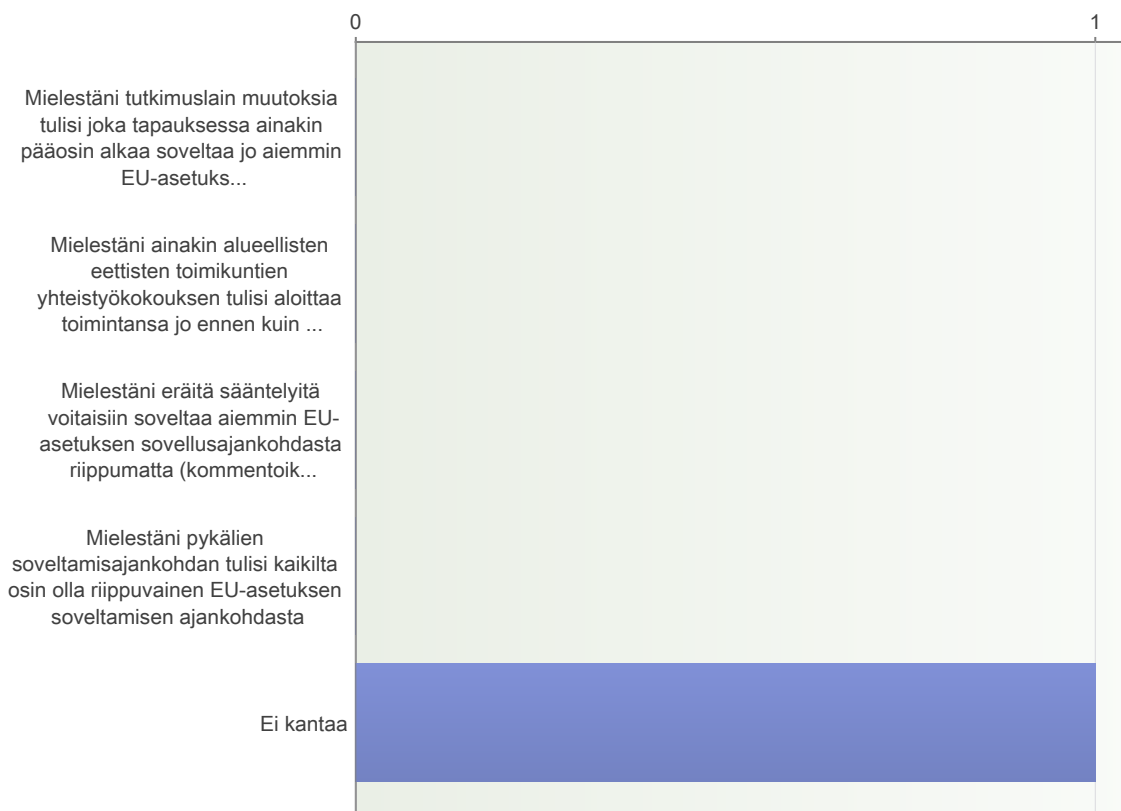 0 1
Mielestäni tutkimuslain muutoksia
tulisi joka tapauksessa ainakin
pääosin alkaa soveltaa jo aiemmin
EU-asetuks...
Mielestäni ainakin alueellisten
eettisten toimikuntien
yhteistyökokouksen tulisi aloittaa
toimintansa jo ennen kuin ...
Mielestäni eräitä sääntelyitä
voitaisiin soveltaa aiemmin EU-
asetuksen sovellusajankohdasta
riippumatta (kommentoik...
Mielestäni pykälien
soveltamisajankohdan tulisi kaikilta
osin olla riippuvainen EU-asetuksen
soveltamisen ajankohdasta
Ei kantaa